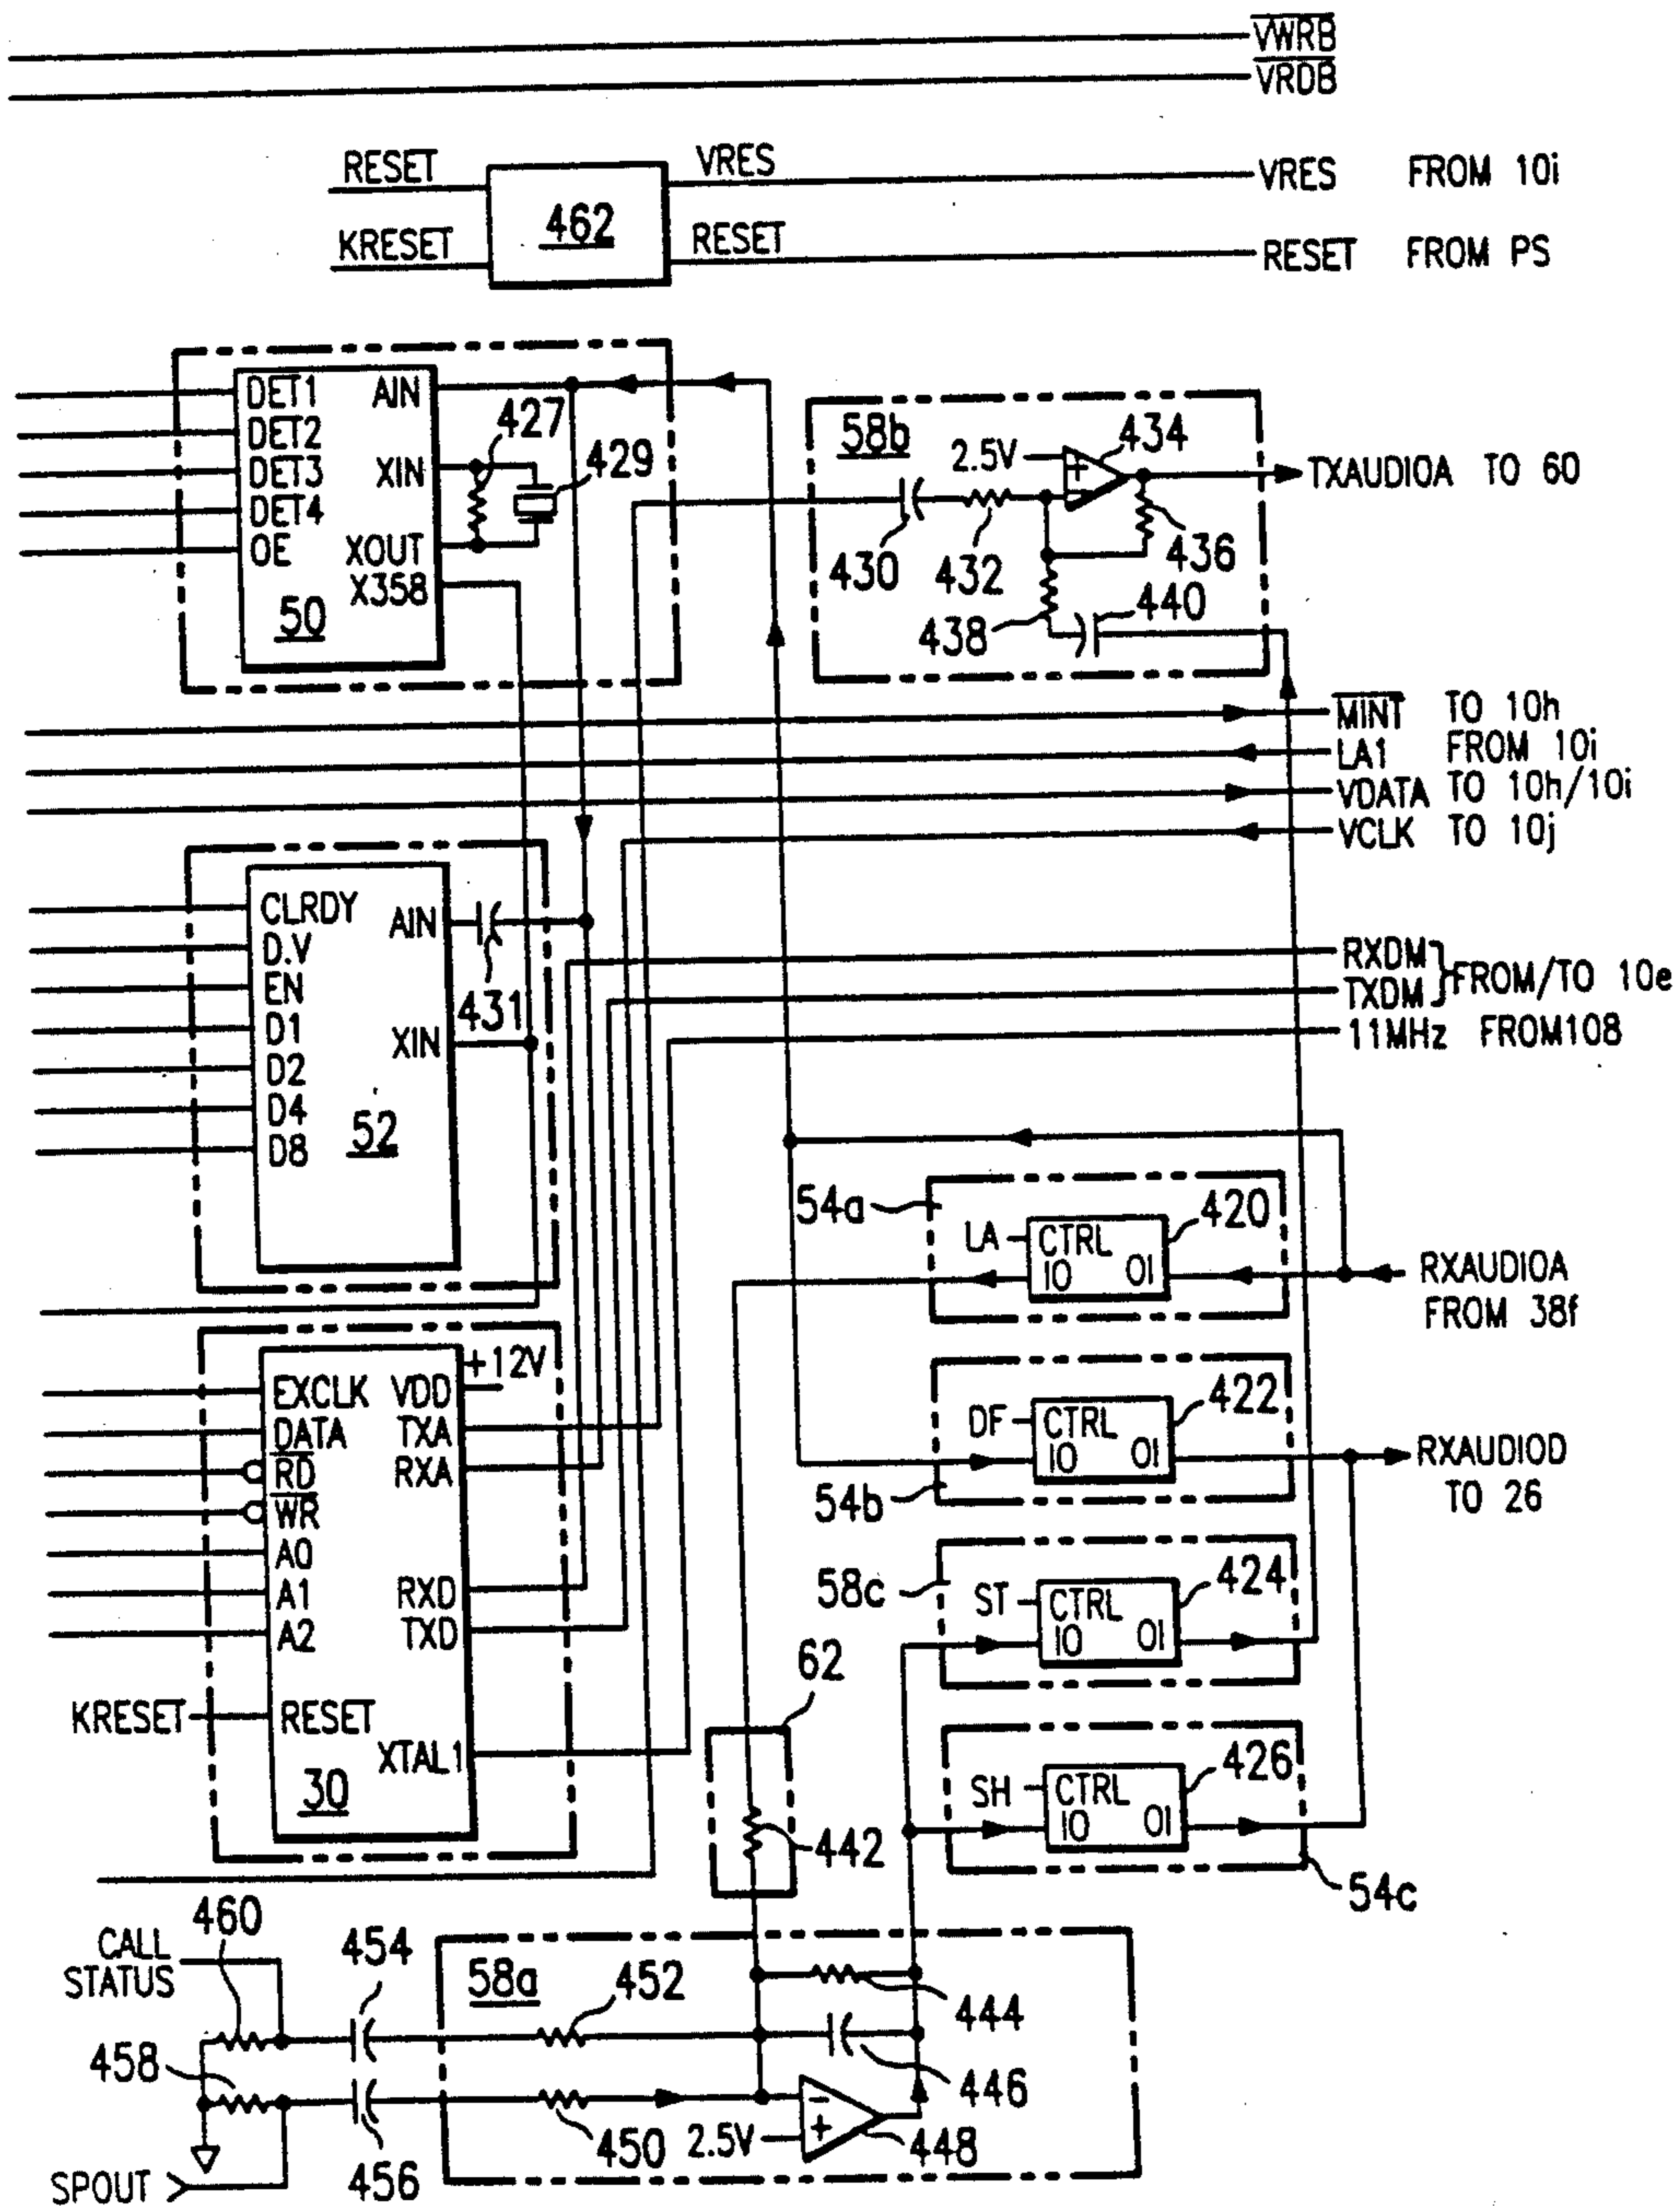 VWRB
VRDB
RESET VRES VRES FROM 10i
462
KRESET RESET RESET FROM PS
DET1 AIN
DET2
DET3 XIN
DET4
OE XOUT
X358
50
427
429
58b
2.5V + 434
-
TXAUDIOA TO 60
430 432 436
438 440
MINT TO 10h
LA1 FROM 10i
VDATA TO 10h/10i
VCLK TO 10j
CLRDY AIN
D.V
EN
D1
D2 XIN
D4
D8
52
431
RXDM
TXDM } FROM/TO 10e
11MHz FROM108
54a
LA CTRL 420
IO OI
RXAUDIOA
FROM 38f
+12V
EXCLK VDD
DATA TXA
RD RXA
WR
A0
A1 RXD
A2 TXD
KRESET RESET
XTAL1
30
DF CTRL 422
IO OI
54b
RXAUDIOD
TO 26
58c
ST CTRL 424
IO OI
62
442
SH CTRL 426
IO OI
54c
460
CALL
STATUS
454
58a
452
444
458
446
456
450
2.5V
-
+
448
SPOUT